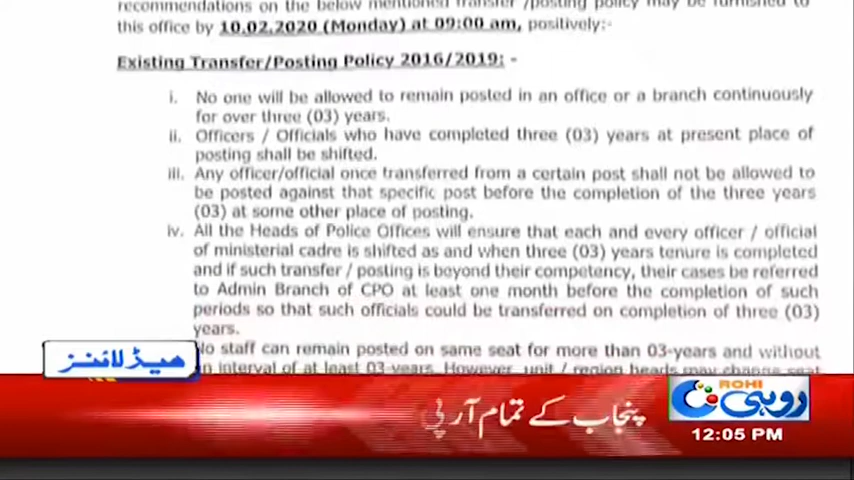 recommendations on the below mentioned transfer /posting policy may be furnished to
this office by 10.02.2020 (Monday) at 09:00 am, positively:-
Existing Transfer/Posting Policy 2016/2019: -
i. No one will be allowed to remain posted in an office or a branch continuously
for over three (03) years.
ii. Officers / Officials who have completed three (03) years at present place of
posting shall be shifted.
iii. Any officer/official once transferred from a certain post shall not be allowed to
be posted against that specific post before the completion of the three years
(03) at some other place of posting.
iv. All the Heads of Police Offices will ensure that each and every officer / official
of ministerial cadre is shifted as and when three (03) years tenure is completed
and if such transfer / posting is beyond their competency, their cases be referred
to Admin Branch of CPO at least one month before the completion of such
periods so that such officials could be transferred on completion of three (03)
years.
No staff can remain posted on same seat for more than 03-years and without
an interval of at least 03-years. However, unit / region heads may change seat
ہیڈلائنز
پنجاب کے تمام آر پی
ROHI
روہی
12:05 PM